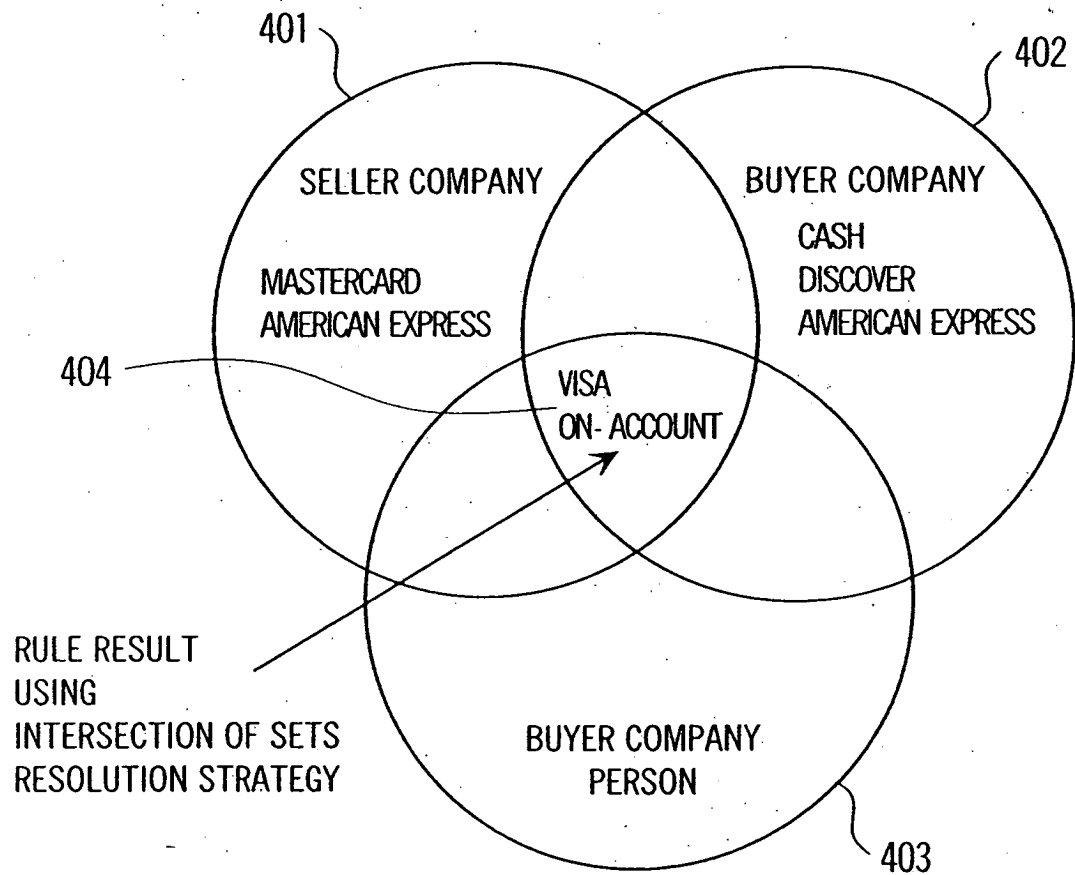 401
402
SELLER COMPANY
BUYER COMPANY
CASH
DISCOVER
AMERICAN EXPRESS
MASTERCARD
AMERICAN EXPRESS
404
VISA
ON-ACCOUNT
RULE RESULT
USING
INTERSECTION OF SETS
RESOLUTION STRATEGY
BUYER COMPANY
PERSON
403